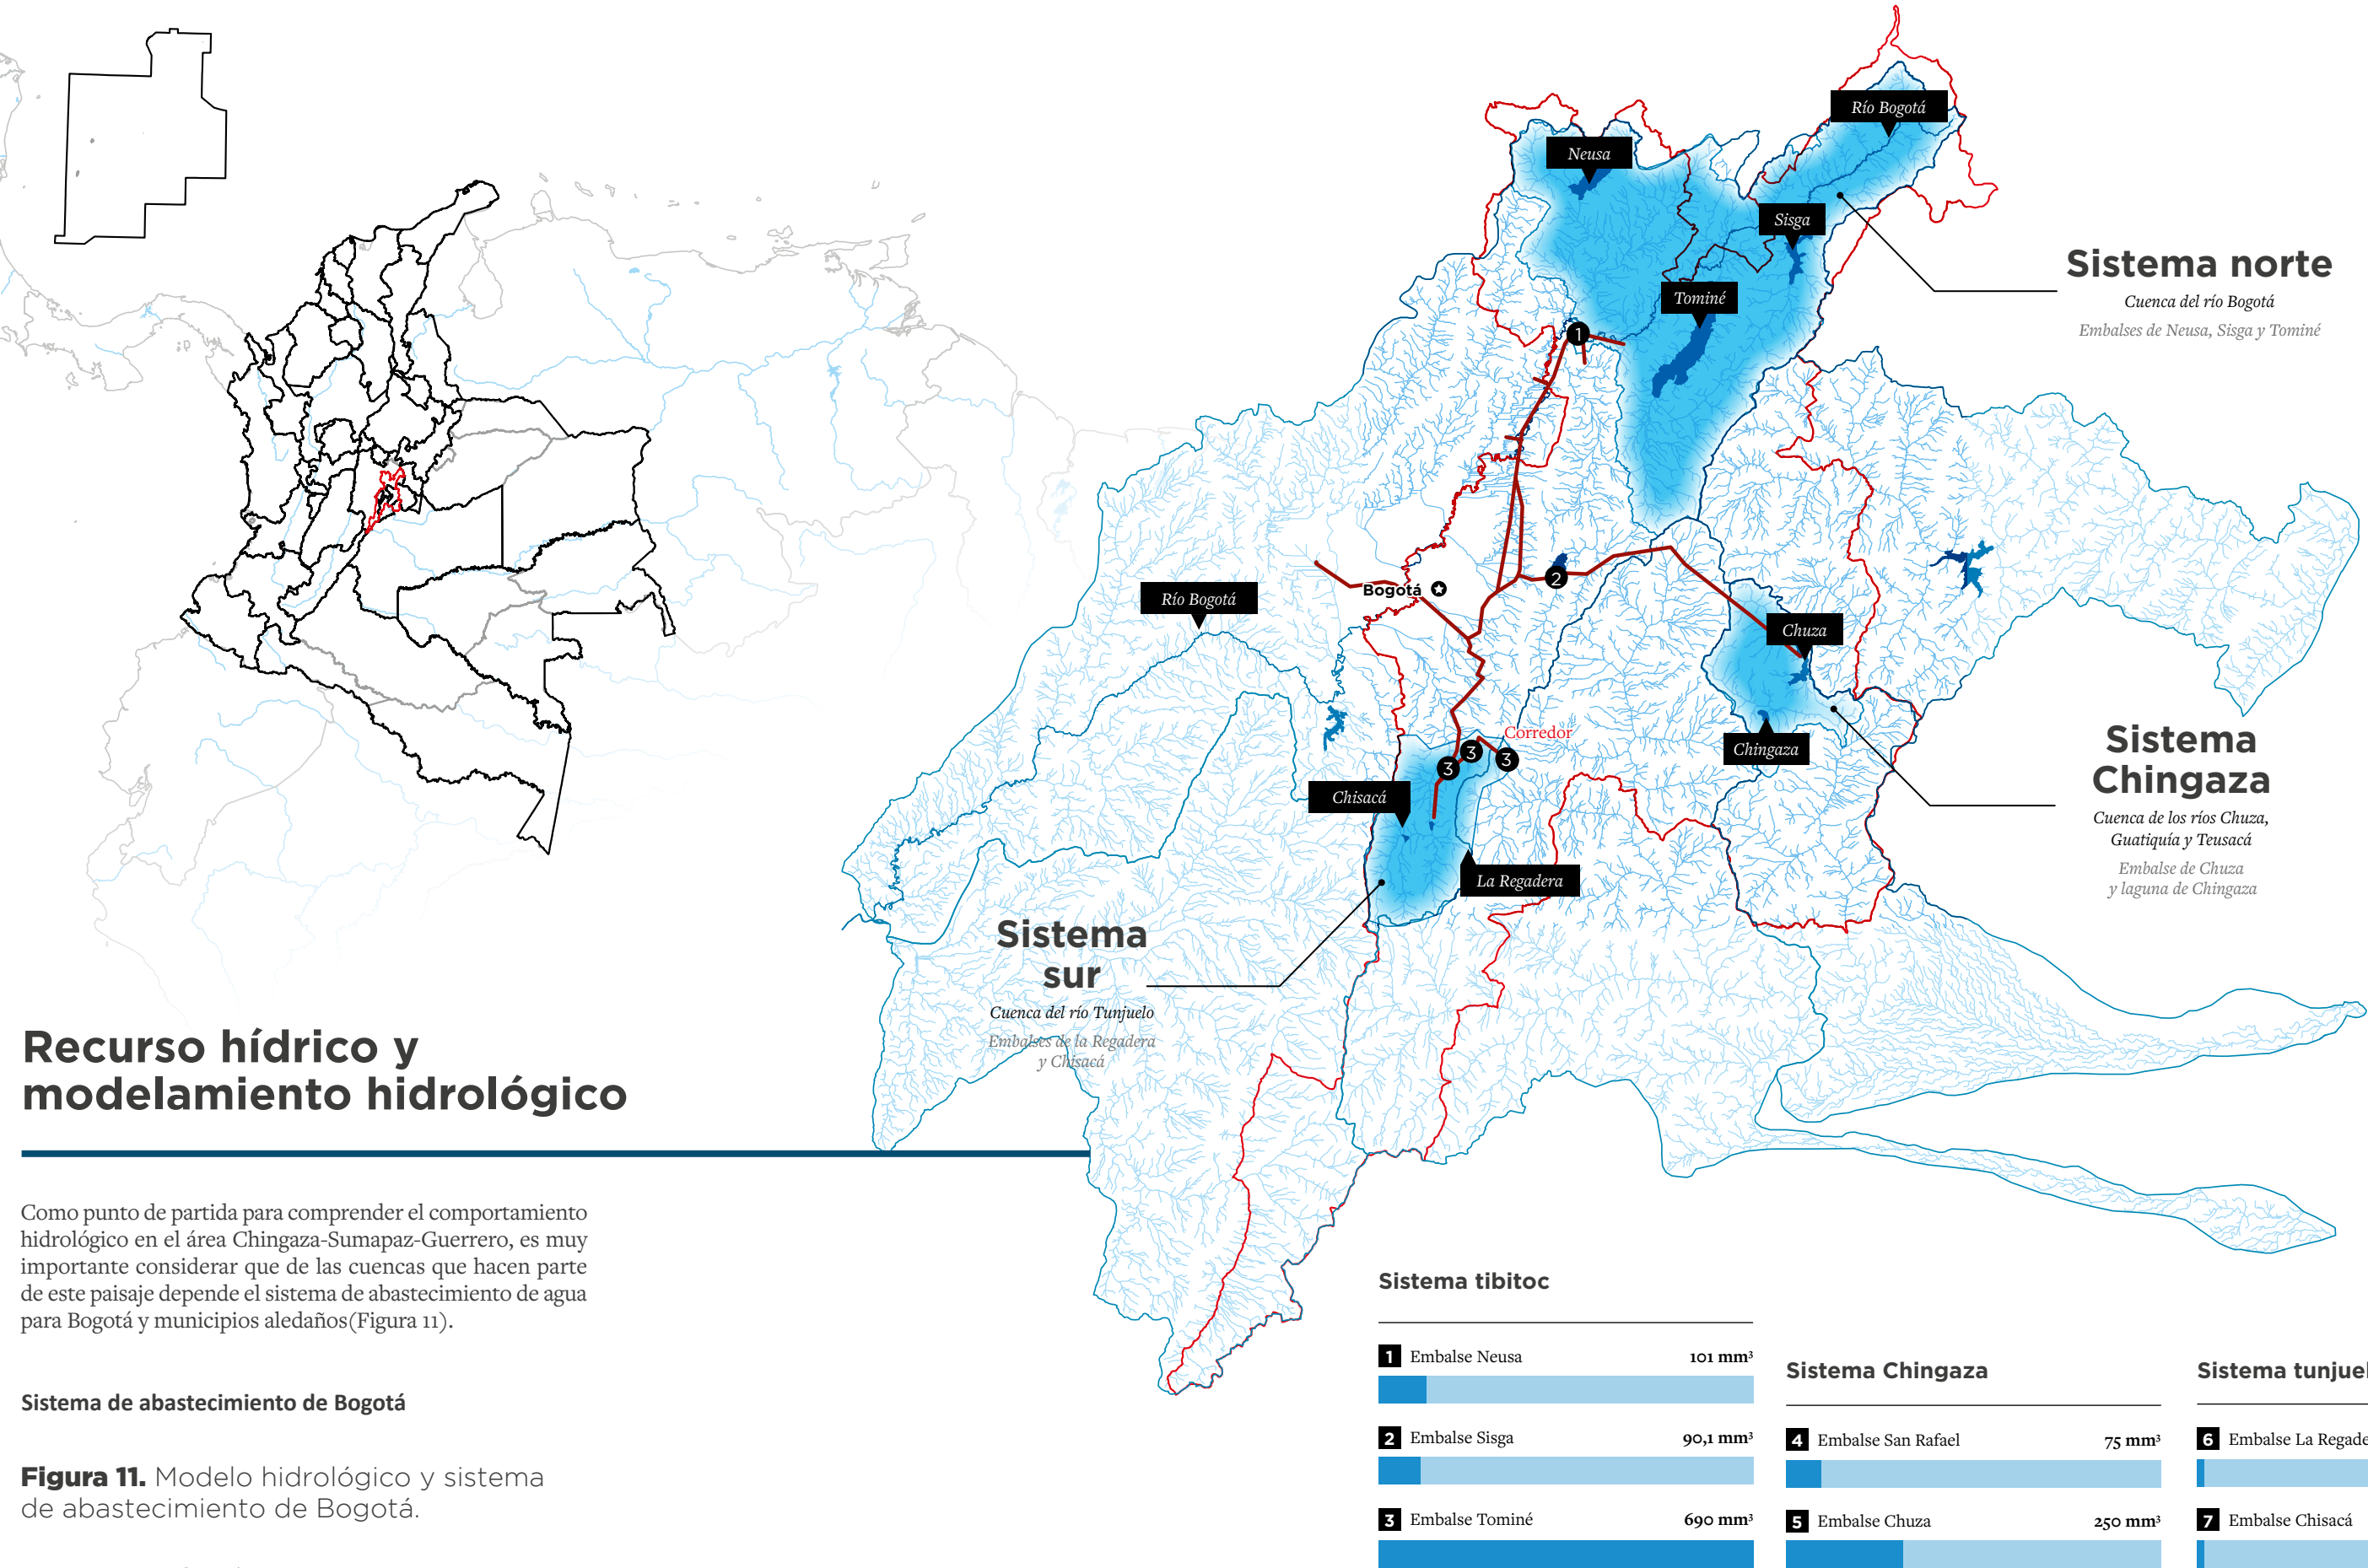 Río Bogotá
Neusa
Sisga
Tominé
Sistema norte
Cuenca del río Bogotá
Embalses de Neusa, Sisga y Tominé
1
2
Bogotá
Río Bogotá
Chuza
Chingaza
Corredor
3
3
3
Chisacá
La Regadera
Sistema
Chingaza
Cuenca de los ríos Chuza,
Guatiquía y Teusacá
Embalse de Chuza
y laguna de Chingaza
Sistema
sur
Cuenca del río Tunjuelo
Embalses de la Regadera
y Chisacá
Recurso hídrico y
modelamiento hidrológico
Como punto de partida para comprender el comportamiento
hidrológico en el área Chingaza-Sumapaz-Guerrero, es muy
importante considerar que de las cuencas que hacen parte
de este paisaje depende el sistema de abastecimiento de agua
para Bogotá y municipios aledaños(Figura 11).
Sistema de abastecimiento de Bogotá
Figura 11. Modelo hidrológico y sistema
de abastecimiento de Bogotá.
Sistema tibitoc
1 Embalse Neusa 101 mm³
2 Embalse Sisga 90,1 mm³
3 Embalse Tominé 690 mm³
Sistema Chingaza
4 Embalse San Rafael 75 mm³
5 Embalse Chuza 250 mm³
Sistema
6 Embalse La
7 Embalse Chisacá